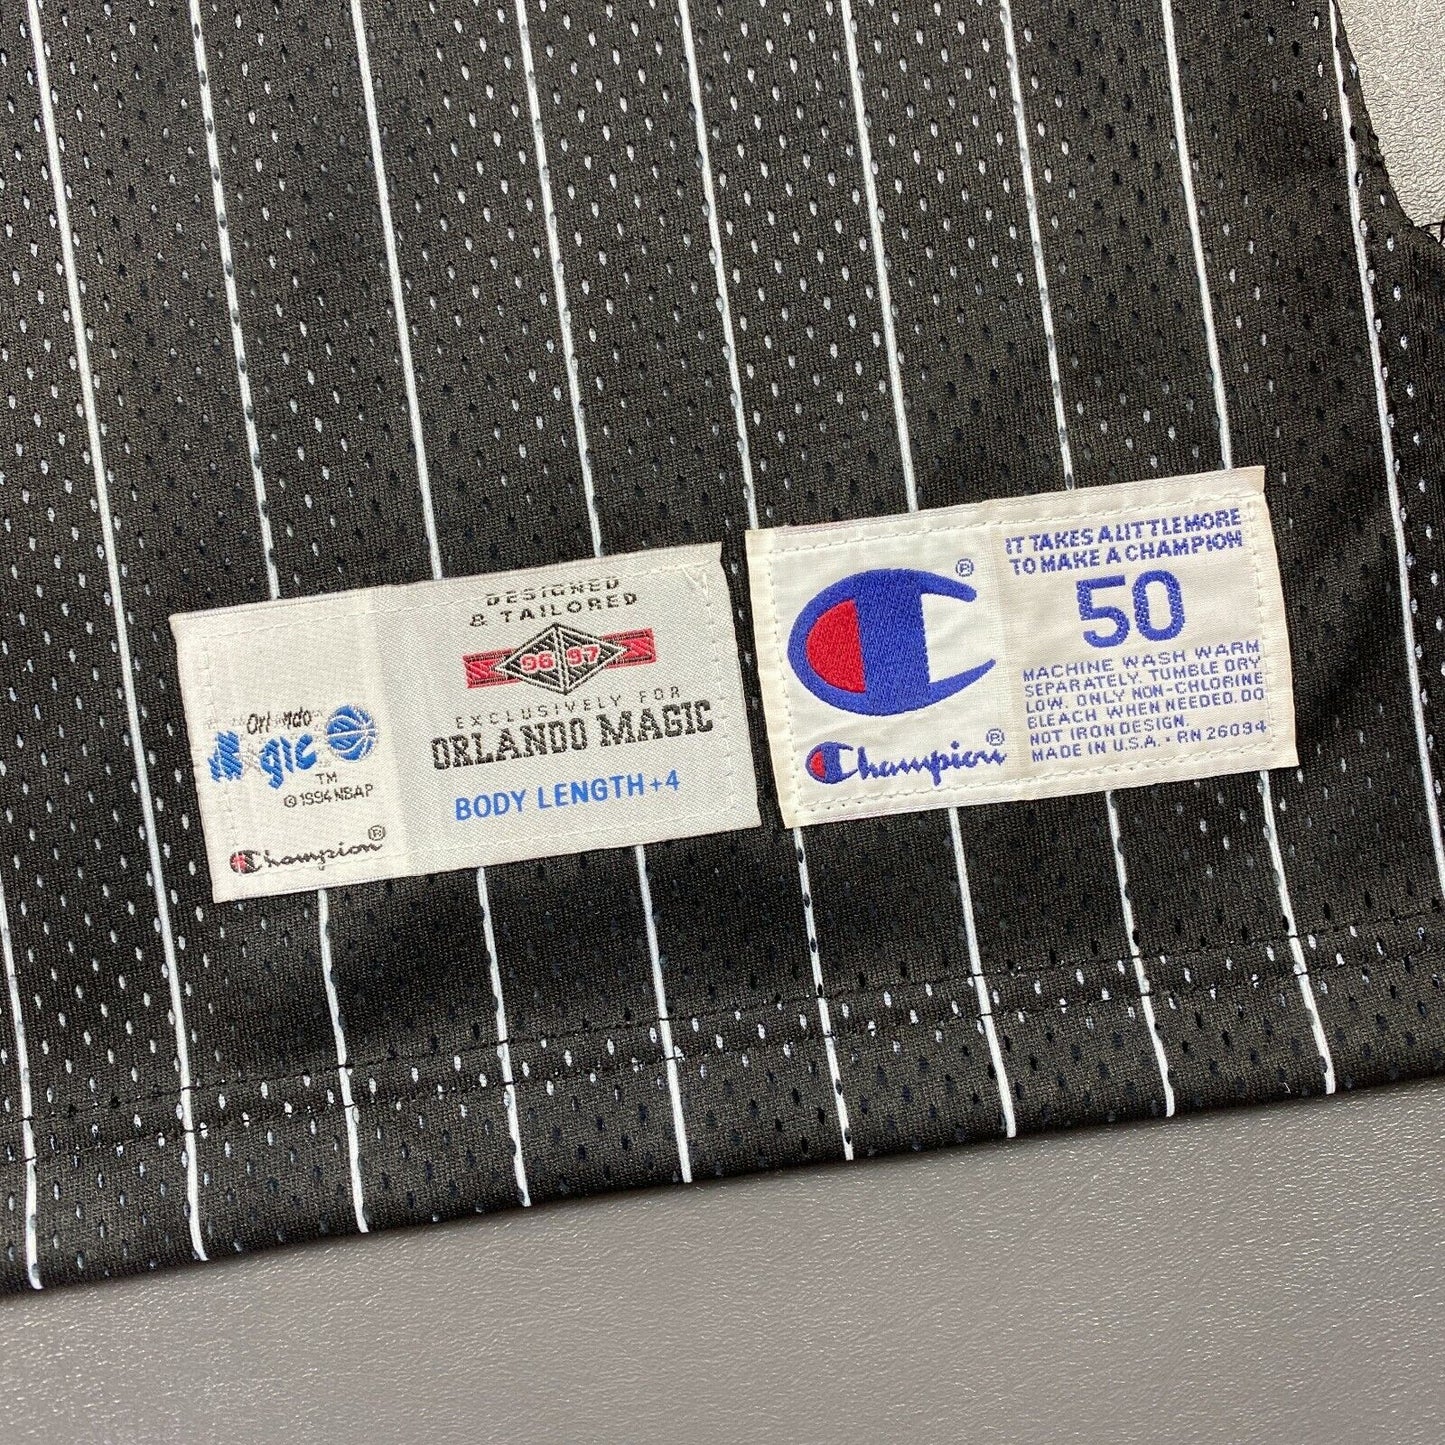 Orlando
Magic
TM
© 1994 NBAP
Champion®
DESIGNED
& TAILORED
96 97
EXCLUSIVELY FOR
ORLANDO MAGIC
BODY LENGTH +4
®
Champion®
IT TAKES A LITTLE MORE
TO MAKE A CHAMPION
50
MACHINE WASH WARM
SEPARATELY. TUMBLE DRY
LOW. ONLY NON-CHLORINE
BLEACH WHEN NEEDED. DO
NOT IRON DESIGN.
MADE IN U.S.A. · RN 26094